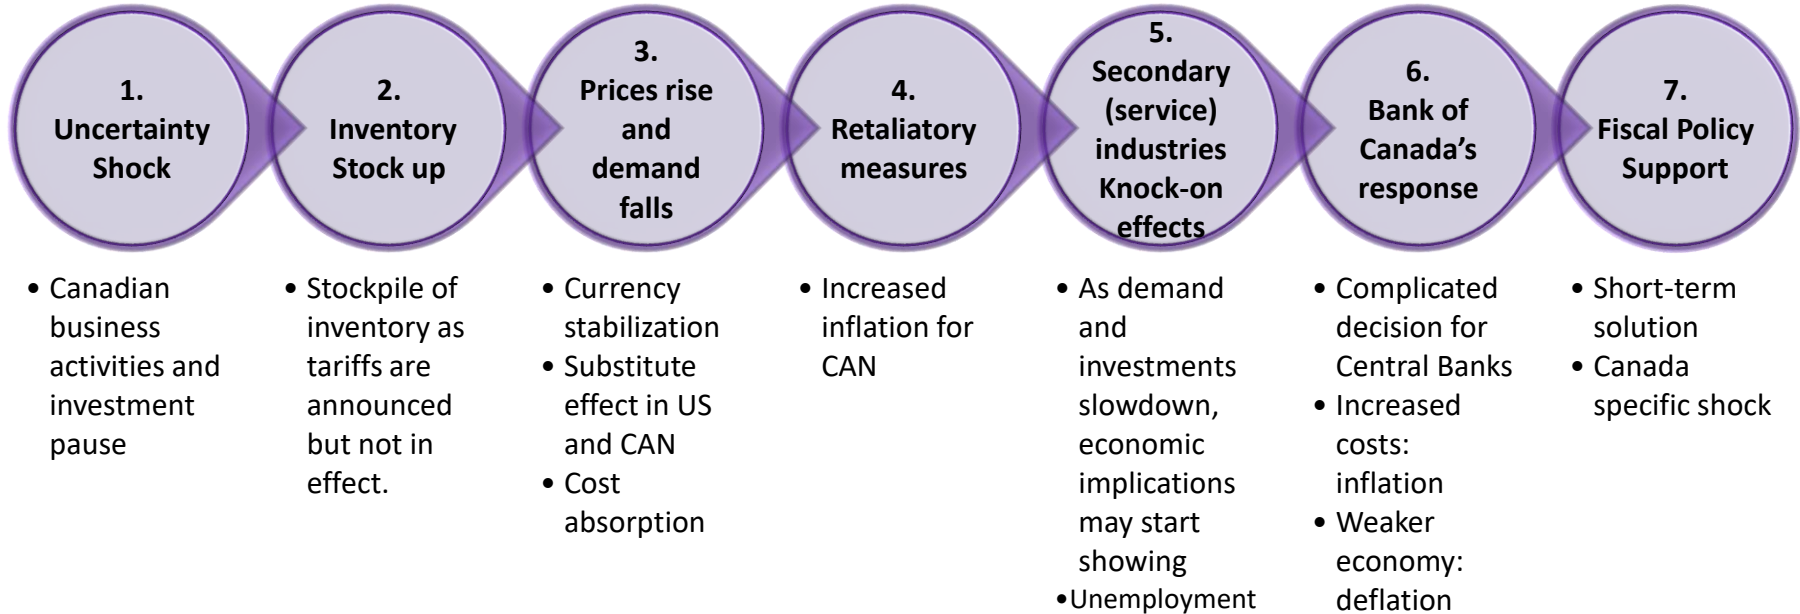 1.
Uncertainty
Shock
2.
Inventory
Stock up
3.
Prices rise
and
demand
falls
4.
Retaliatory
measures
5.
Secondary
(service)
industries
Knock-on
effects
6.
Bank of
Canada’s
response
7.
Fiscal Policy
Support
• Canadian
business
activities and
investment
pause
• Stockpile of
inventory as
tariffs are
announced
but not in
effect.
• Currency
stabilization
• Substitute
effect in US
and CAN
• Cost
absorption
• Increased
inflation for
CAN
• As demand
and
investments
slowdown,
economic
implications
may start
showing
•Unemployment
• Complicated
decision for
Central Banks
• Increased
costs:
inflation
• Weaker
economy:
deflation
• Short-term
solution
• Canada
specific shock